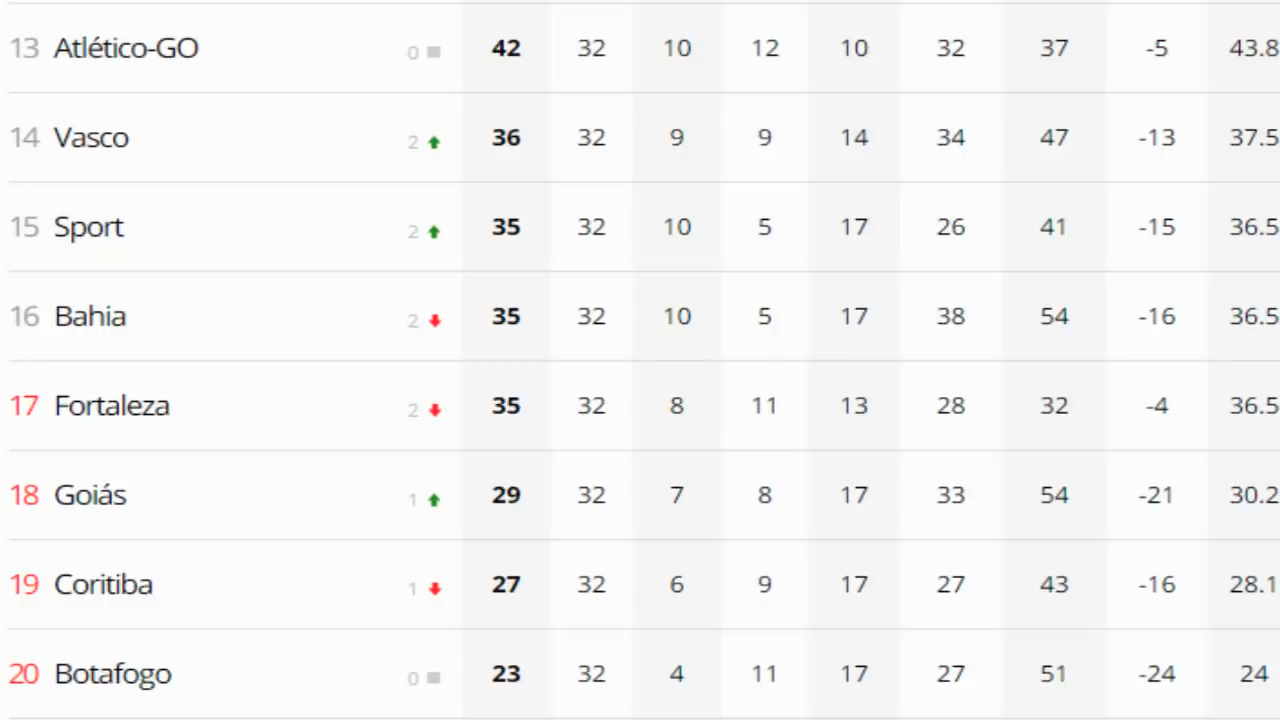 13 Atlético-GO 0 42 32 10 12 10 32 37 -5 43.8
14 Vasco 2 36 32 9 9 14 34 47 -13 37.5
15 Sport 2 35 32 10 5 17 26 41 -15 36.5
16 Bahia 2 35 32 10 5 17 38 54 -16 36.5
17 Fortaleza 2 35 32 8 11 13 28 32 -4 36.5
18 Goiás 1 29 32 7 8 17 33 54 -21 30.2
19 Coritiba 1 27 32 6 9 17 27 43 -16 28.1
20 Botafogo 0 23 32 4 11 17 27 51 -24 24